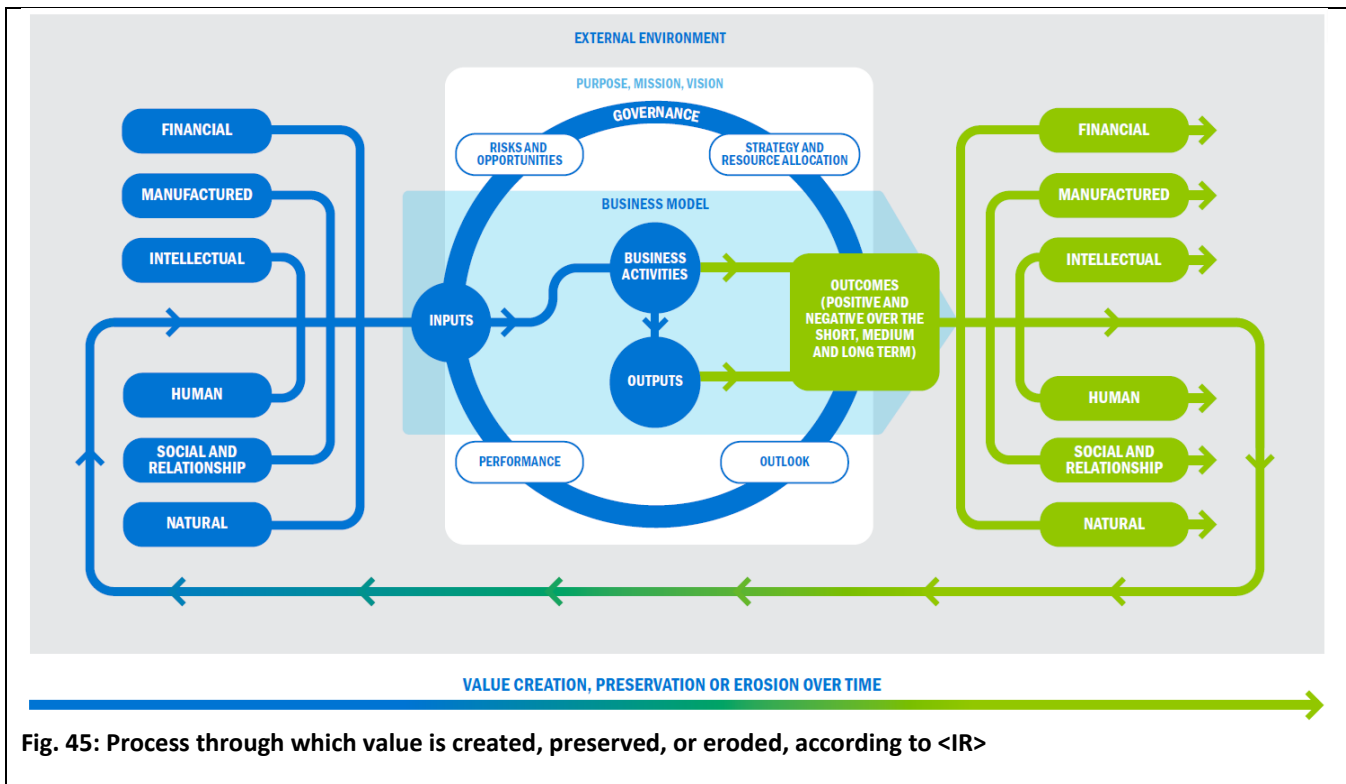 EXTERNAL ENVIRONMENT
PURPOSE, MISSION, VISION
GOVERNANCE
RISKS AND
OPPORTUNITIES
STRATEGY AND
RESOURCE ALLOCATION
FINANCIAL
MANUFACTURED
INTELLECTUAL
HUMAN
SOCIAL AND
RELATIONSHIP
NATURAL
BUSINESS MODEL
INPUTS
BUSINESS
ACTIVITIES
OUTPUTS
OUTCOMES
(POSITIVE AND
NEGATIVE OVER THE
SHORT, MEDIUM
AND LONG TERM)
PERFORMANCE
OUTLOOK
FINANCIAL
MANUFACTURED
INTELLECTUAL
HUMAN
SOCIAL AND
RELATIONSHIP
NATURAL
VALUE CREATION, PRESERVATION OR EROSION OVER TIME
Fig. 45: Process through which value is created, preserved, or eroded, according to <IR>